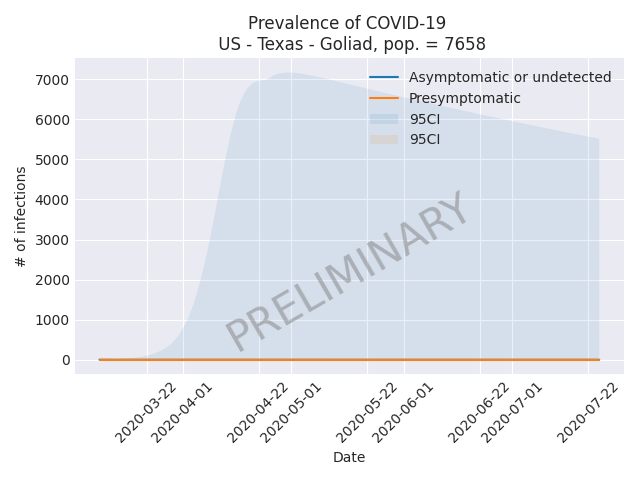 Prevalence of COVID-19
US - Texas - Goliad, pop. = 7658
Asymptomatic or undetected
Presymptomatic
95CI
95CI
7000
6000
5000
4000
3000
2000
1000
0
# of infections
PRELIMINARY
2020-03-22
2020-04-01
2020-04-22
2020-05-01
2020-05-22
2020-06-01
2020-06-22
2020-07-01
2020-07-22
Date